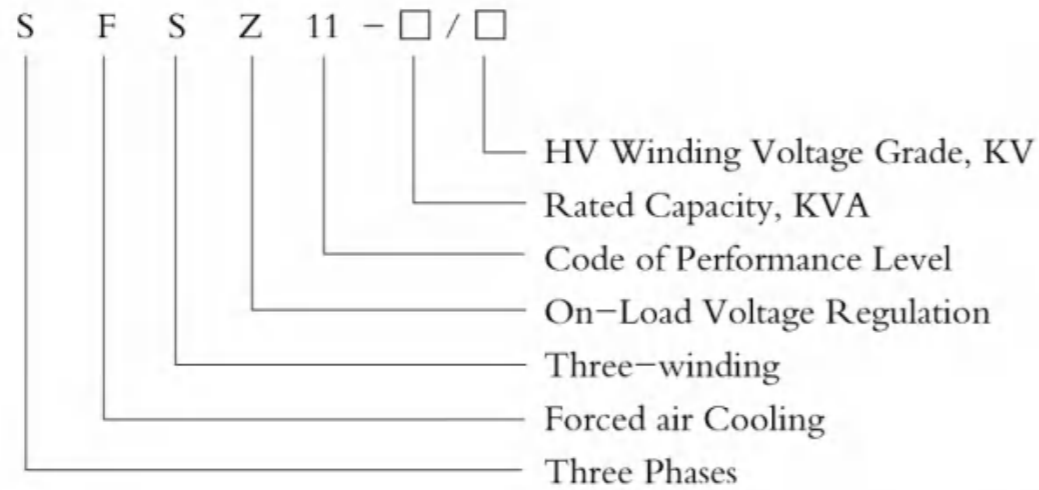 S F S Z 11 - □ / □
HV Winding Voltage Grade, KV
Rated Capacity, KVA
Code of Performance Level
On-Load Voltage Regulation
Three-winding
Forced air Cooling
Three Phases